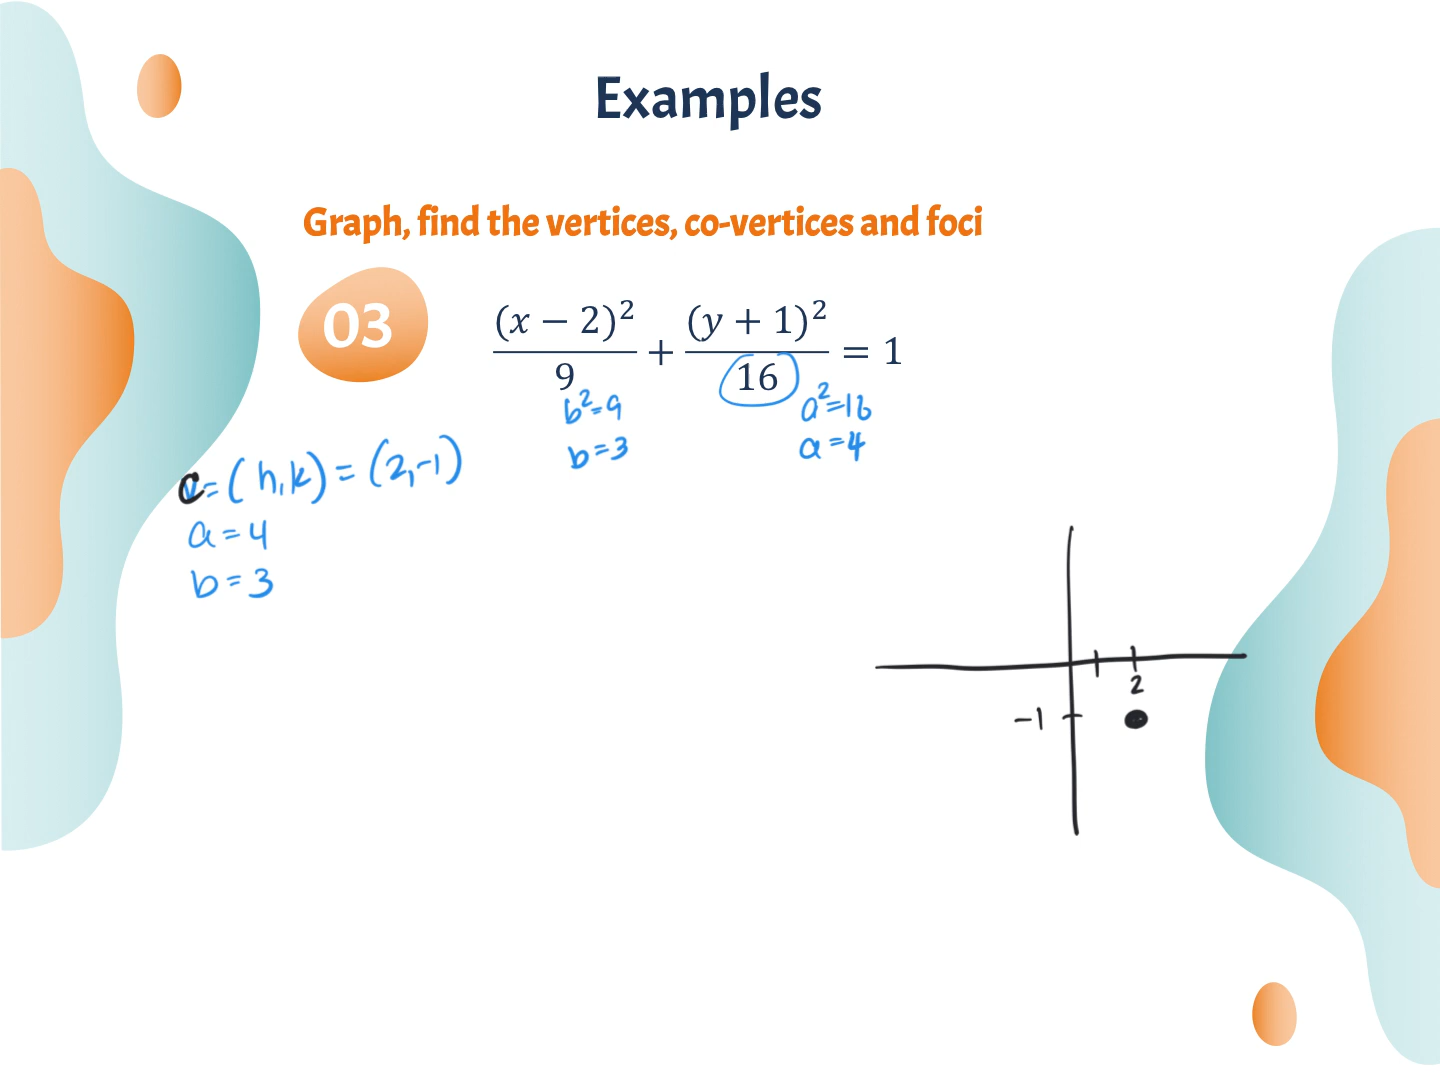 Examples
Graph, find the vertices, co-vertices and foci
03
(x − 2)²/9 + (y + 1)²/16 = 1
b²=9 a²=16
b=3 a=4
C=(h,k)=(2,-1)
a=4
b=3
2
-1